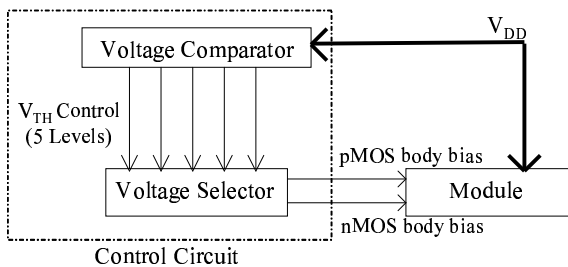 V_DD
Voltage Comparator
V_TH Control
(5 Levels)
pMOS body bias
Voltage Selector
Module
nMOS body bias
Control Circuit